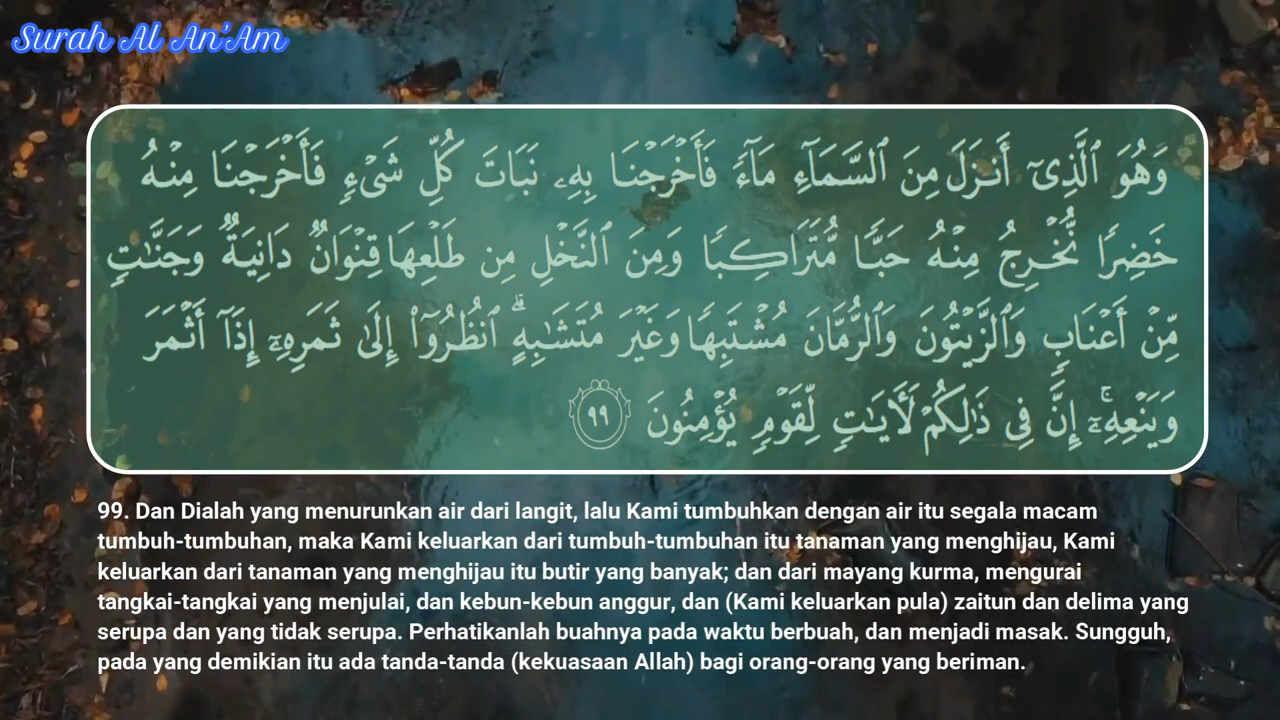 Surah Al An'Am
وَهُوَ ٱلَّذِىٓ أَنزَلَ مِنَ ٱلسَّمَآءِ مَآءً فَأَخْرَجْنَا بِهِۦ نَبَاتَ كُلِّ شَىْءٍ فَأَخْرَجْنَا مِنْهُ
خَضِرًا نُّخْرِجُ مِنْهُ حَبًّا مُّتَرَاكِبًا وَمِنَ ٱلنَّخْلِ مِن طَلْعِهَا قِنْوَانٌ دَانِيَةٌ وَجَنَّـٰتٍ
مِّنْ أَعْنَابٍ وَٱلزَّيْتُونَ وَٱلرُّمَّانَ مُشْتَبِهًا وَغَيْرَ مُتَشَـٰبِهٍ ۗ ٱنظُرُوٓا۟ إِلَىٰ ثَمَرِهِۦٓ إِذَآ أَثْمَرَ
وَيَنْعِهِۦٓ ۚ إِنَّ فِى ذَٰلِكُمْ لَـَٔايَـٰتٍ لِّقَوْمٍ يُؤْمِنُونَ ٩٩
99. Dan Dialah yang menurunkan air dari langit, lalu Kami tumbuhkan dengan air itu segala macam
tumbuh-tumbuhan, maka Kami keluarkan dari tumbuh-tumbuhan itu tanaman yang menghijau, Kami
keluarkan dari tanaman yang menghijau itu butir yang banyak; dan dari mayang kurma, mengurai
tangkai-tangkai yang menjulai, dan kebun-kebun anggur, dan (Kami keluarkan pula) zaitun dan delima yang
serupa dan yang tidak serupa. Perhatikanlah buahnya pada waktu berbuah, dan menjadi masak. Sungguh,
pada yang demikian itu ada tanda-tanda (kekuasaan Allah) bagi orang-orang yang beriman.